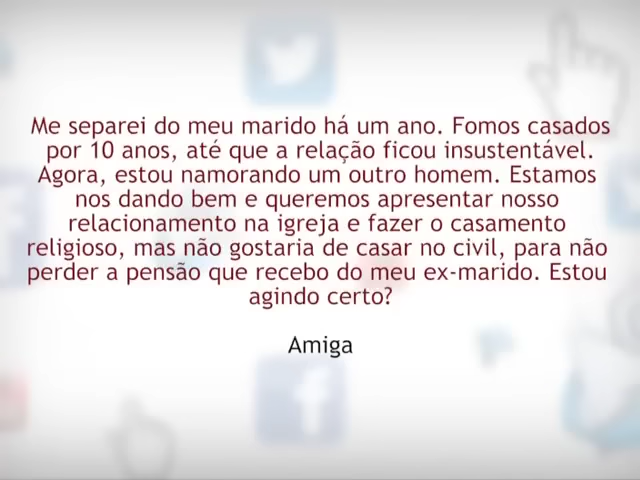 Me separei do meu marido há um ano. Fomos casados
por 10 anos, até que a relação ficou insustentável.
Agora, estou namorando um outro homem. Estamos
nos dando bem e queremos apresentar nosso
relacionamento na igreja e fazer o casamento
religioso, mas não gostaria de casar no civil, para não
perder a pensão que recebo do meu ex-marido. Estou
agindo certo?
Amiga